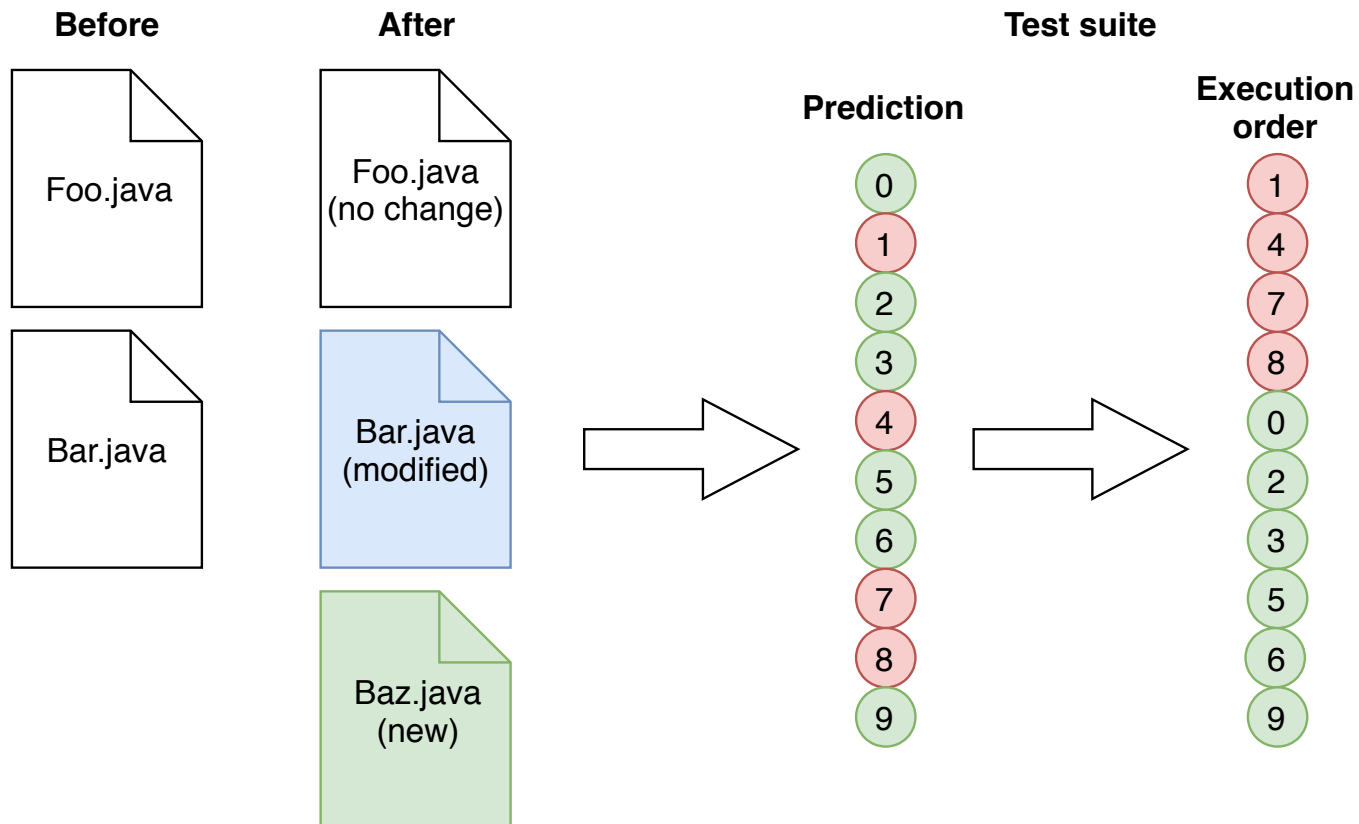 Before
After
Test suite
Foo.java
Bar.java
Foo.java
(no change)
Bar.java
(modified)
Baz.java
(new)
Prediction
0
1
2
3
4
5
6
7
8
9
Execution
order
1
4
7
8
0
2
3
5
6
9